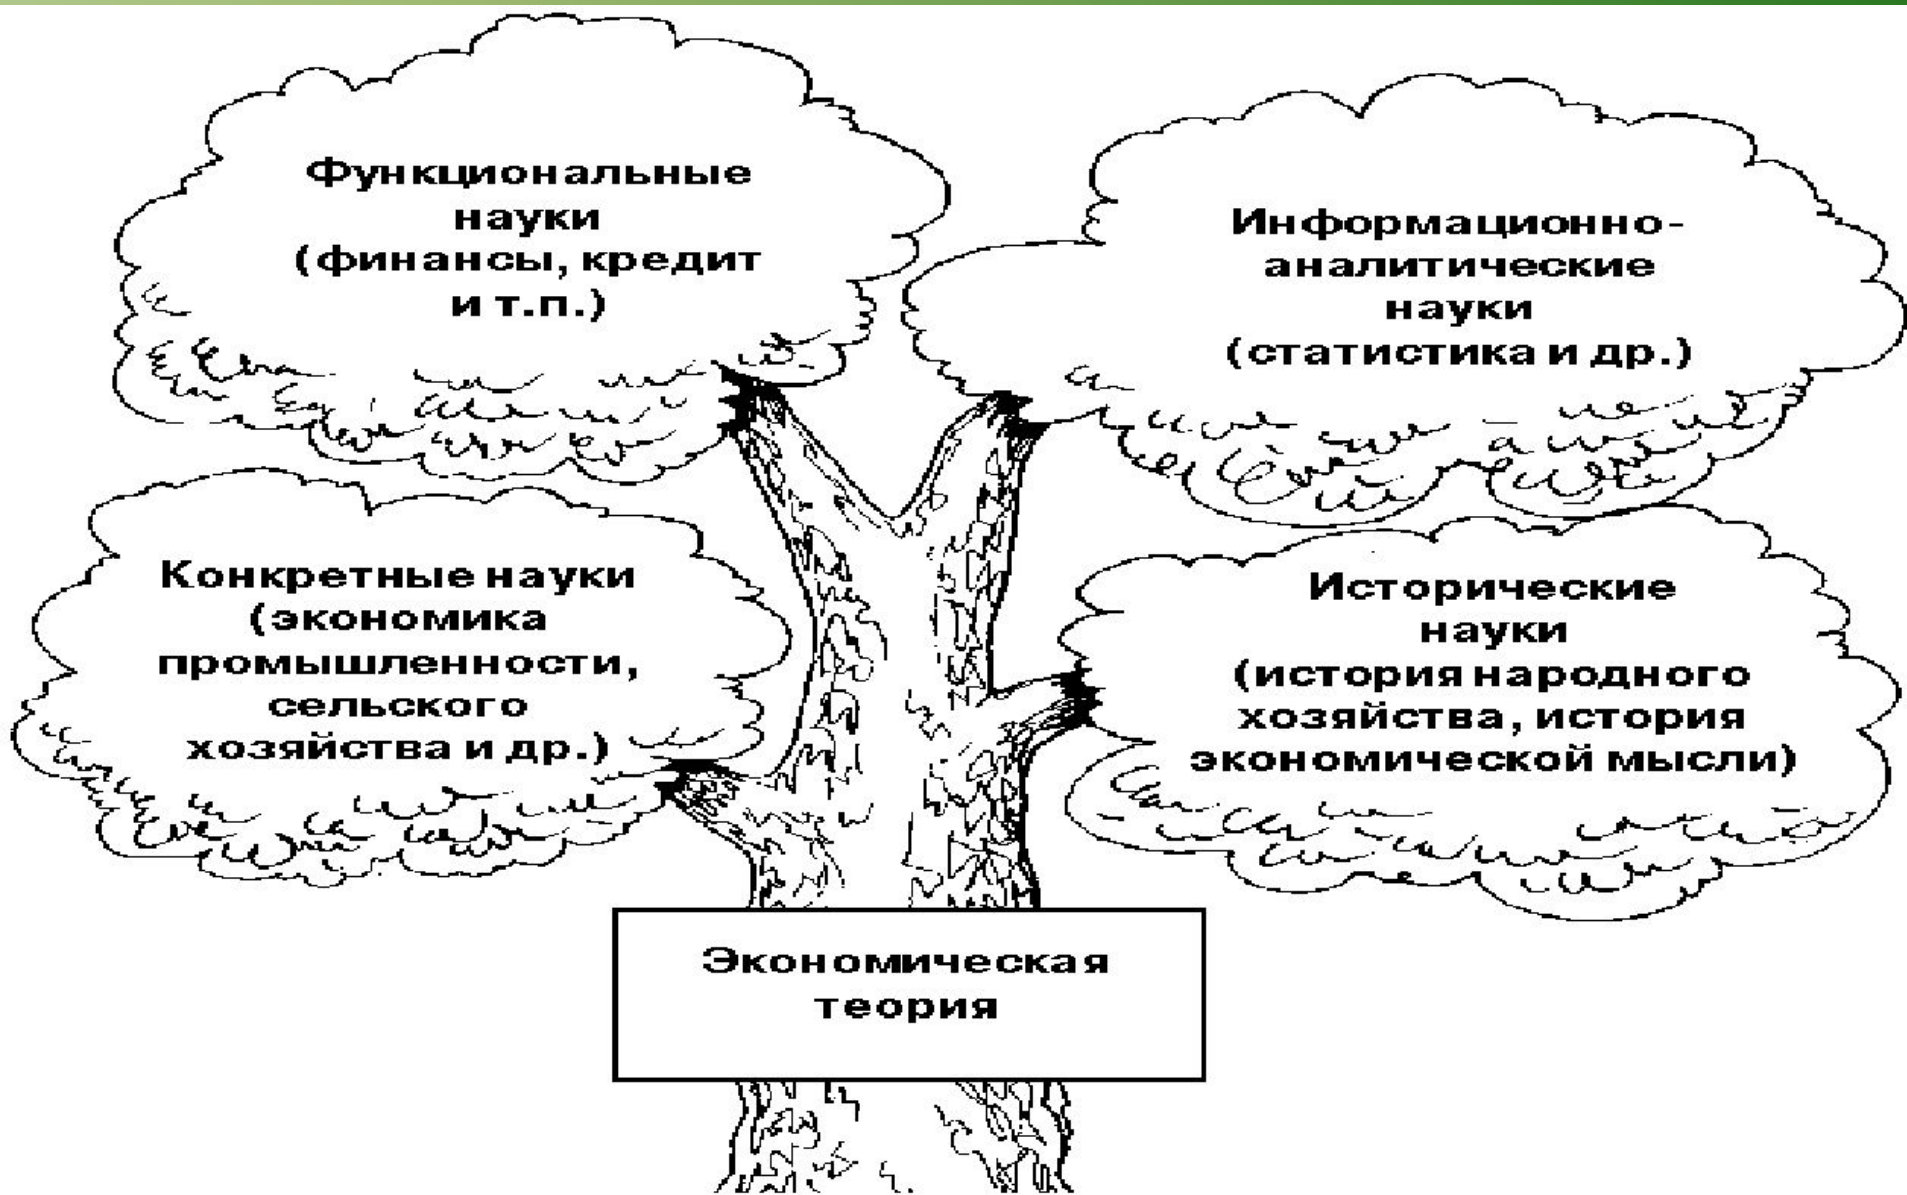 Функциональные
науки
(финансы, кредит
и т.п.)
Информационно-
аналитические
науки
(статистика и др.)
Конкретные науки
(экономика
промышленности,
сельского
хозяйства и др.)
Исторические
науки
(история народного
хозяйства, история
экономической мысли)
Экономическая
теория